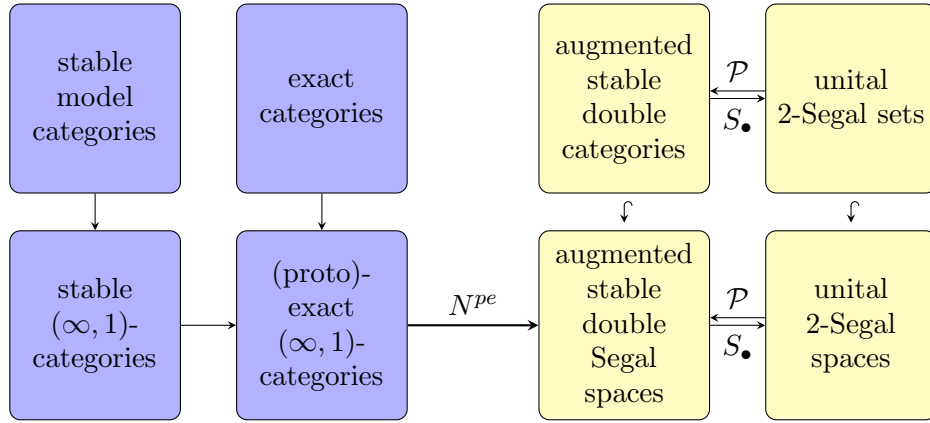 stable
model
categories
exact
categories
augmented
stable
double
categories
𝒫
S•
unital
2-Segal sets
stable
(∞, 1)-
categories
(proto)-
exact
(∞, 1)-
categories
N^{pe}
augmented
stable
double
Segal
spaces
𝒫
S•
unital
2-Segal
spaces